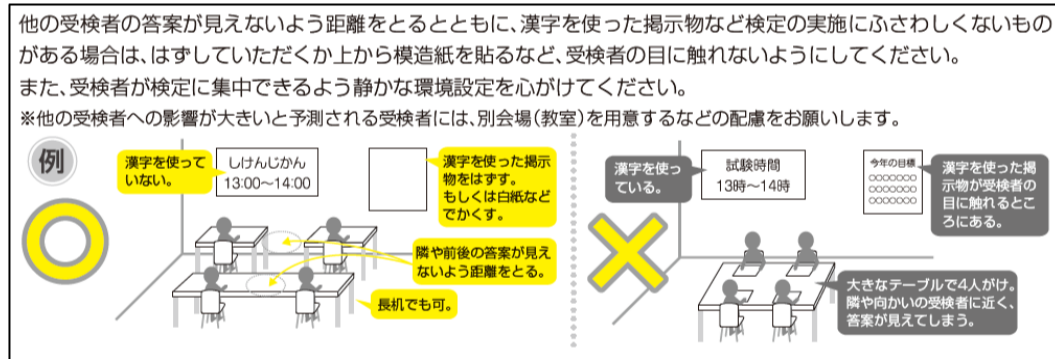 他の受検者の答案が見えないよう距離をとるとともに、漢字を使った掲示物など検定の実施にふさわしくないもの
がある場合は、はずしていただくか上から模造紙を貼るなど、受検者の目に触れないようにしてください。
また、受検者が検定に集中できるよう静かな環境設定を心がけてください。
※他の受検者への影響が大きいと予測される受検者には、別会場（教室）を用意するなどの配慮をお願いします。
例
漢字を使って
いない。
しけんじかん
13:00～14:00
漢字を使った掲示
物をはずす。
もしくは白紙など
でかくす。
隣や前後の答案が見え
ないよう距離をとる。
長机でも可。
漢字を使っ
ている。
試験時間
13時～14時
今年の目標
○○○○○○○
○○○○○○○
○○○○○○○
○○○○○○○
漢字を使った掲
示物が受検者の
目に触れるとこ
ろにある。
大きなテーブルで4人がけ。
隣や向かいの受検者に近く、
答案が見えてしまう。